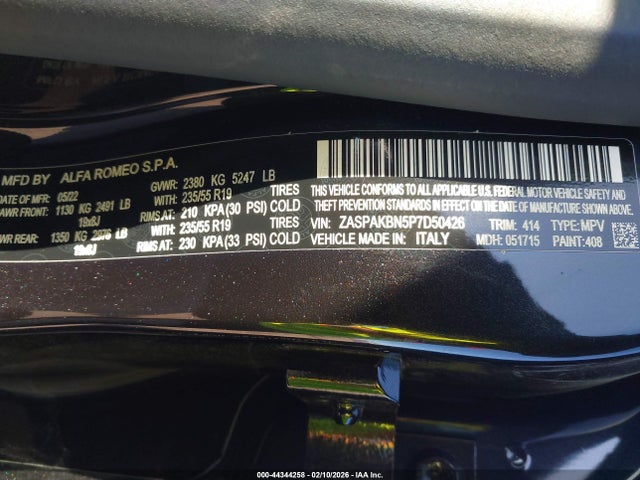 MFD BY ALFA ROMEO S.P.A.
DATE OF MFR 05/22 GVWR: 2380 KG 5247 LB
GAWR FRONT: 1130 KG 2491 LB WITH: 235/55 R19 TIRES
RIMS AT: 210 KPA(30 PSI) COLD
GAWR REAR: 1350 KG LB WITH: 235/55 R19 TIRES
RIMS AT: 230 KPA(33 PSI) COLD
THIS VEHICLE CONFORMS TO ALL APPLICABLE U.S.A. FEDERAL MOTOR VEHICLE SAFETY AND
THEFT PREVENTION STANDARDS IN EFFECT ON THE DATE OF MANUFACTURE SHOWN ABOVE.
VIN: ZASPAKBN5P7D50426 TRIM: 414 TYPE: MPV
VEHICLE MADE IN: ITALY MDH: 051715 PAINT: 408
000-44344258 - 02/10/2026 - IAA Inc.